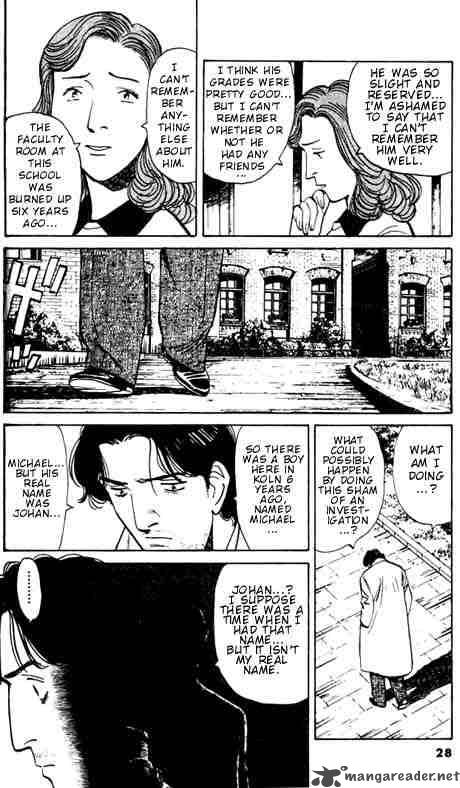 HE WAS SO
SLIGHT AND
RESERVED...
I'M ASHAMED
TO SAY THAT
I CAN'T
REMEMBER
HIM VERY
WELL.
I THINK HIS
GRADES WERE
PRETTY GOOD...
BUT I CAN'T
REMEMBER
WHETHER OR
NOT HE
HAD ANY
FRIENDS
...
I
CAN'T
REMEM-
BER
ANY-
THING
ELSE
ABOUT
HIM.
THE
FACULTY
ROOM AT
THIS
SCHOOL
WAS
BURNED UP
SIX YEARS
AGO...
WHAT
AM I
DOING
...?
WHAT
COULD
POSSIBLY
HAPPEN
BY DOING
THIS SHAM
OF AN
INVEST-
IGATION
...?
SO THERE
WAS A BOY
HERE IN
KOLN 6
YEARS
AGO,
NAMED
MICHAEL
...
MICHAEL...
BUT HIS
REAL
NAME
WAS
JOHAN...
JOHAN...?
I SUPPOSE
THERE WAS A
TIME WHEN I
HAD THAT
NAME...
BUT IT ISN'T
MY REAL
NAME.
28
mangareader.net